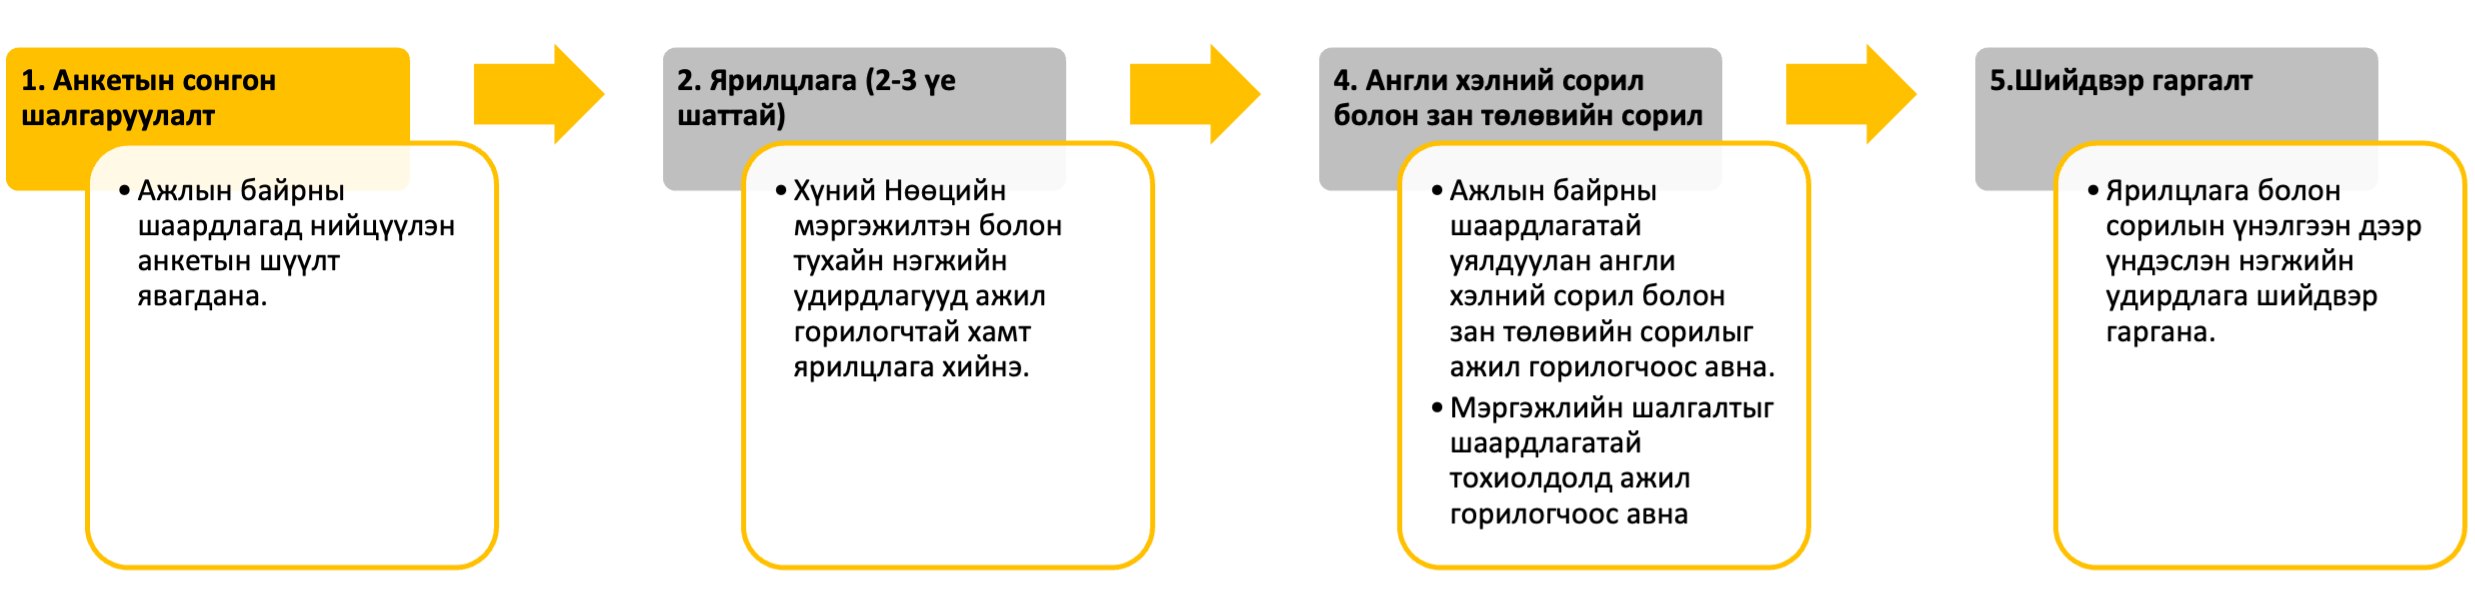 1. Анкетын сонгон
шалгаруулалт
• Ажлын байрны
шаардлагад нийцүүлэн
анкетын шүүлт
явагдана.
2. Ярилцлага (2-3 үе
шаттай)
• Хүний Нөөцийн
мэргэжилтэн болон
тухайн нэгжийн
удирдлагууд ажил
горилогчтай хамт
ярилцлага хийнэ.
4. Англи хэлний сорил
болон зан төлөвийн сорил
• Ажлын байрны
шаардлагатай
уялдуулан англи
хэлний сорил болон
зан төлөвийн сорилыг
ажил горилогчоос авна.
• Мэргэжлийн шалгалтыг
шаардлагатай
тохиолдолд ажил
горилогчоос авна
5.Шийдвэр гаргалт
• Ярилцлага болон
сорилын үнэлгээн дээр
үндэслэн нэгжийн
удирдлага шийдвэр
гаргана.